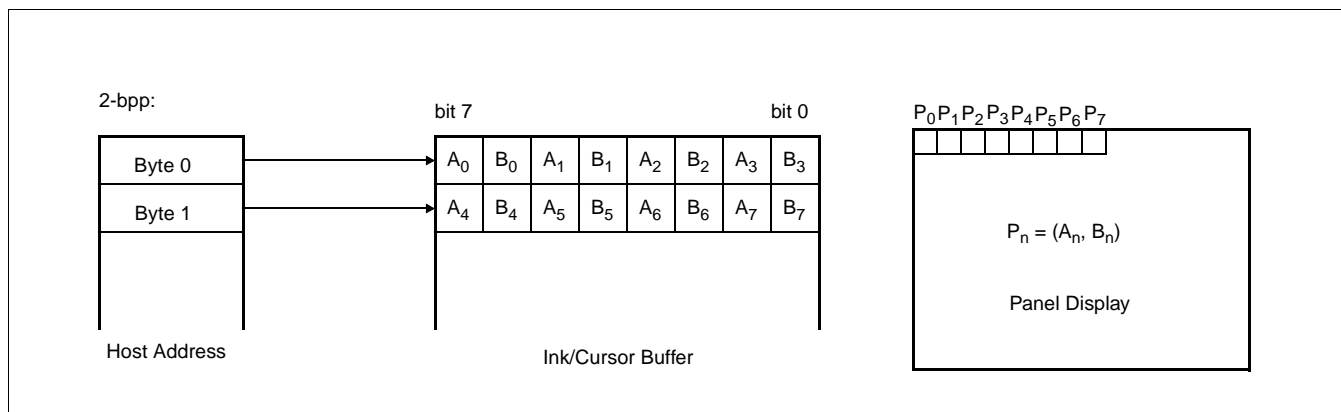 2-bpp:
bit 7 bit 0
P₀ P₁ P₂ P₃ P₄ P₅ P₆ P₇
Byte 0 A₀ B₀ A₁ B₁ A₂ B₂ A₃ B₃
Byte 1 A₄ B₄ A₅ B₅ A₆ B₆ A₇ B₇
Pₙ = (Aₙ, Bₙ)
Panel Display
Host Address
Ink/Cursor Buffer